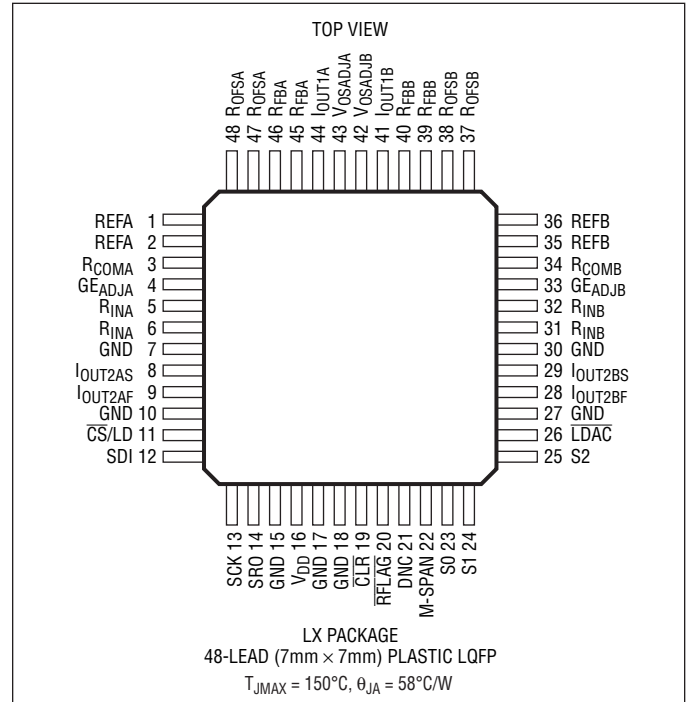 TOP VIEW
48 ROFSA
47 ROFSA
46 RFBA
45 RFBA
44 IOUT1A
43 VOSADJA
42 VOSADJB
41 IOUT1B
40 RFBB
39 RFBB
38 ROFSB
37 ROFSB
REFA 1
REFA 2
RCOMA 3
GEADJA 4
RINA 5
RINA 6
GND 7
IOUT2AS 8
IOUT2AF 9
GND 10
C̅S̅/LD 11
SDI 12
36 REFB
35 REFB
34 RCOMB
33 GEADJB
32 RINB
31 RINB
30 GND
29 IOUT2BS
28 IOUT2BF
27 GND
26 L̅D̅A̅C̅
25 S2
SCK 13
SRO 14
GND 15
VDD 16
GND 17
GND 18
C̅L̅R̅ 19
R̅F̅L̅A̅G̅ 20
DNC 21
M-SPAN 22
S0 23
S1 24
LX PACKAGE
48-LEAD (7mm × 7mm) PLASTIC LQFP
TJMAX = 150°C, θJA = 58°C/W